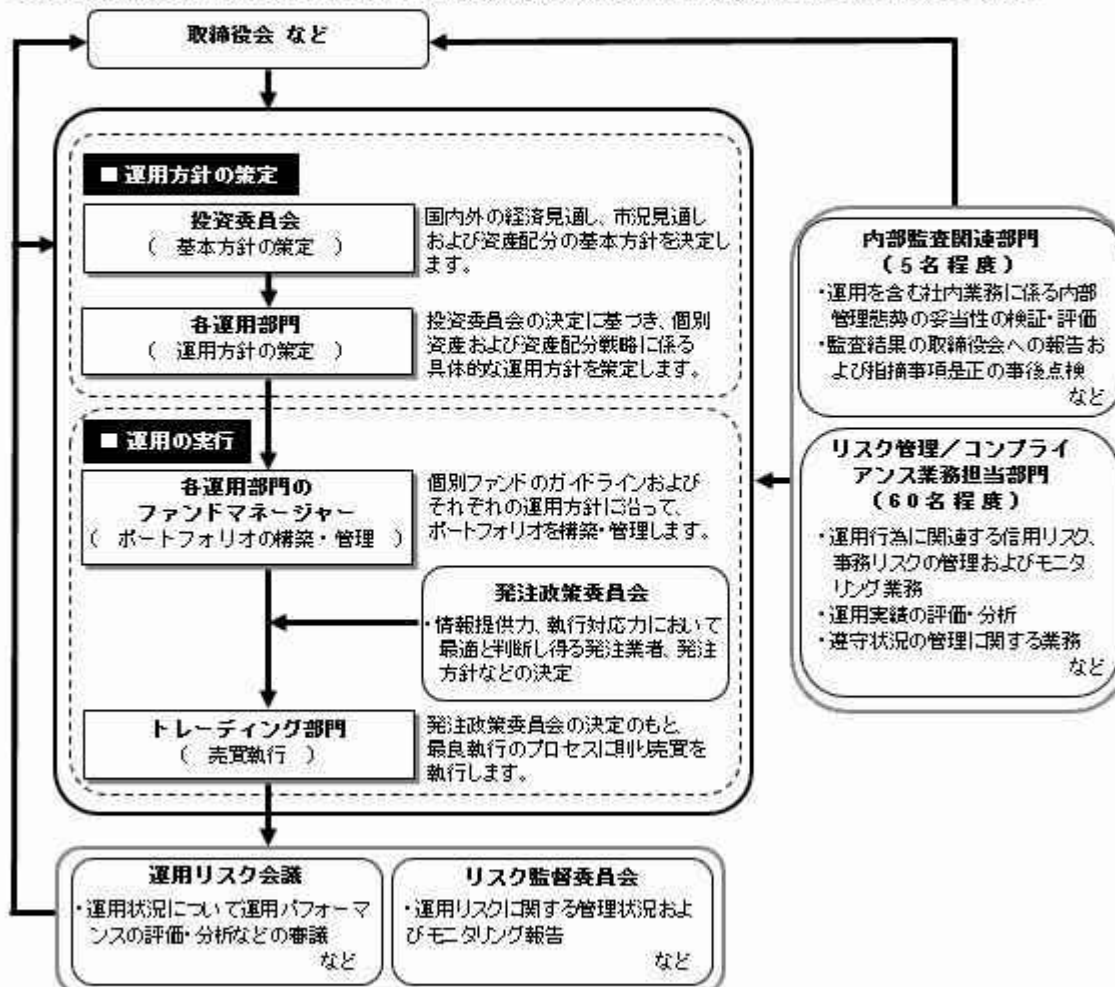 取締役会 など
■ 運用方針の策定
投資委員会
( 基本方針の策定 )
国内外の経済見通し、市況見通し
および資産配分の基本方針を決定し
ます。
各運用部門
( 運用方針の策定 )
投資委員会の決定に基づき、個別
資産および資産配分戦略に係る
具体的な運用方針を策定します。
■ 運用の実行
各運用部門の
ファンドマネージャー
( ポートフォリオの構築・管理 )
個別ファンドのガイドラインおよび
それぞれの運用方針に沿って、
ポートフォリオを構築・管理します。
発注政策委員会
・情報提供力、執行対応力において
最適と判断し得る発注業者、発注
方針などの決定
トレーディング部門
( 売買執行 )
発注政策委員会の決定のもと、
最良執行のプロセスに則り売買を
執行します。
内部監査関連部門
(5名程度)
・運用を含む社内業務に係る内部
管理態勢の妥当性の検証・評価
・監査結果の取締役会への報告お
よび指摘事項是正の事後点検
など
リスク管理/コンプライ
アンス業務担当部門
(60名程度)
・運用行為に関連する信用リスク、
事務リスクの管理およびモニタ
リング業務
・運用実績の評価・分析
・遵守状況の管理に関する業務
など
運用リスク会議
・運用状況について運用パフォーマ
ンスの評価・分析などの審議
など
リスク監督委員会
・運用リスクに関する管理状況およ
びモニタリング報告
など